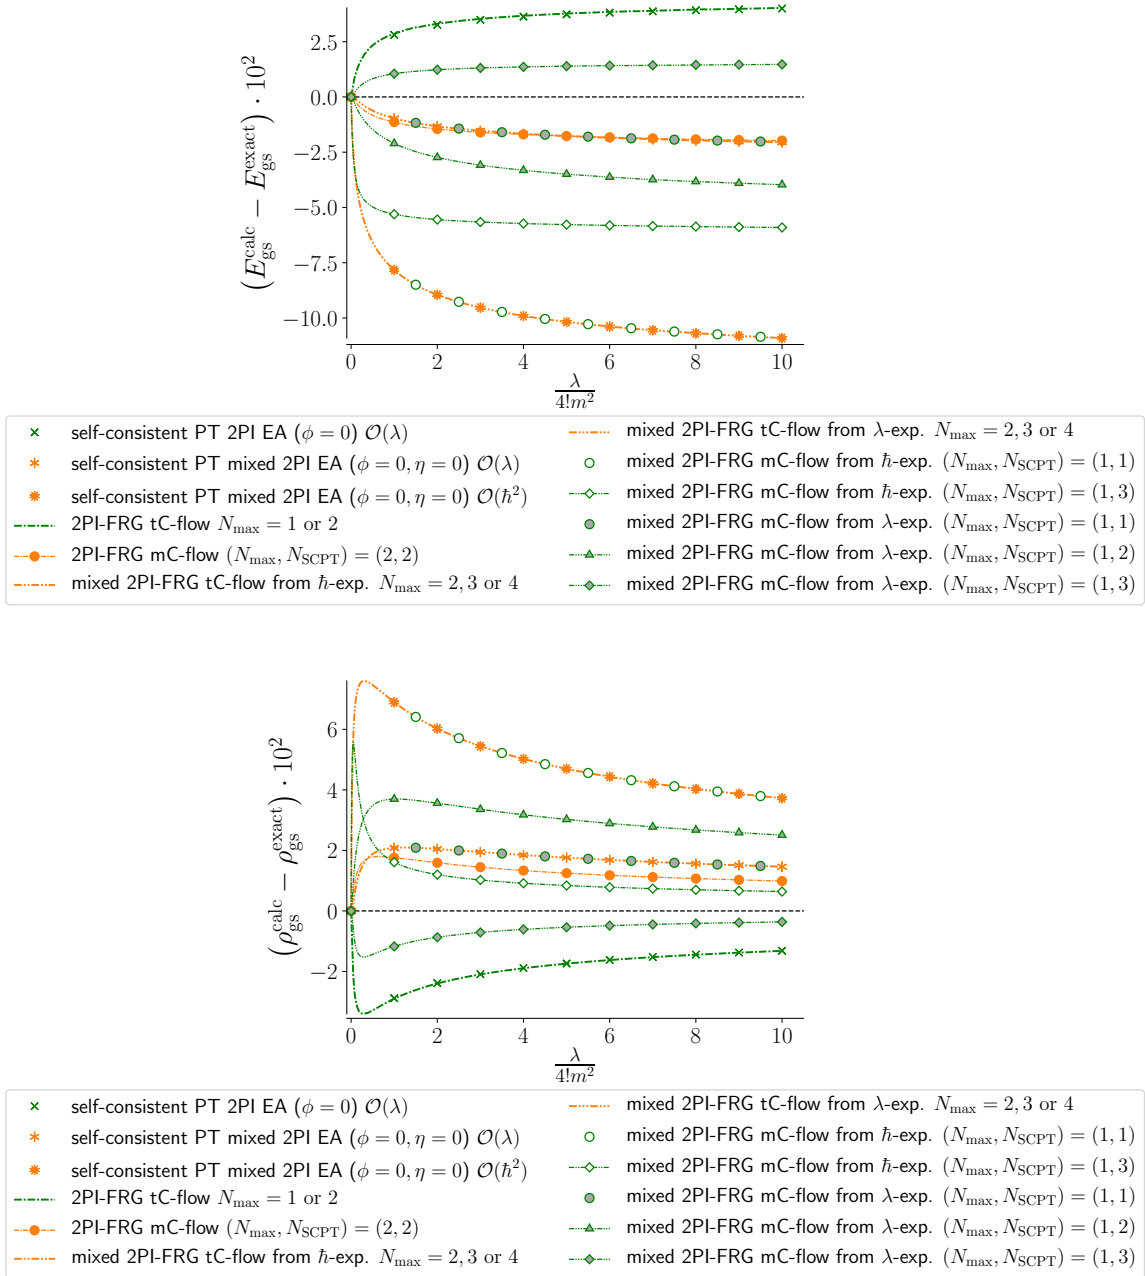 (E_gs^calc − E_gs^exact) · 10²
2.5
0.0
−2.5
−5.0
−7.5
−10.0
0 2 4 6 8 10
λ / 4!m²
self-consistent PT 2PI EA (ϕ = 0) O(λ)
self-consistent PT mixed 2PI EA (ϕ = 0, η = 0) O(λ)
self-consistent PT mixed 2PI EA (ϕ = 0, η = 0) O(ℏ²)
2PI-FRG tC-flow N_max = 1 or 2
2PI-FRG mC-flow (N_max, N_SCPT) = (2, 2)
mixed 2PI-FRG tC-flow from ℏ-exp. N_max = 2, 3 or 4
mixed 2PI-FRG tC-flow from λ-exp. N_max = 2, 3 or 4
mixed 2PI-FRG mC-flow from ℏ-exp. (N_max, N_SCPT) = (1, 1)
mixed 2PI-FRG mC-flow from ℏ-exp. (N_max, N_SCPT) = (1, 3)
mixed 2PI-FRG mC-flow from λ-exp. (N_max, N_SCPT) = (1, 1)
mixed 2PI-FRG mC-flow from λ-exp. (N_max, N_SCPT) = (1, 2)
mixed 2PI-FRG mC-flow from λ-exp. (N_max, N_SCPT) = (1, 3)
(ρ_gs^calc − ρ_gs^exact) · 10²
6
4
2
0
−2
0 2 4 6 8 10
λ / 4!m²
self-consistent PT 2PI EA (ϕ = 0) O(λ)
self-consistent PT mixed 2PI EA (ϕ = 0, η = 0) O(λ)
self-consistent PT mixed 2PI EA (ϕ = 0, η = 0) O(ℏ²)
2PI-FRG tC-flow N_max = 1 or 2
2PI-FRG mC-flow (N_max, N_SCPT) = (2, 2)
mixed 2PI-FRG tC-flow from ℏ-exp. N_max = 2, 3 or 4
mixed 2PI-FRG tC-flow from λ-exp. N_max = 2, 3 or 4
mixed 2PI-FRG mC-flow from ℏ-exp. (N_max, N_SCPT) = (1, 1)
mixed 2PI-FRG mC-flow from ℏ-exp. (N_max, N_SCPT) = (1, 3)
mixed 2PI-FRG mC-flow from λ-exp. (N_max, N_SCPT) = (1, 1)
mixed 2PI-FRG mC-flow from λ-exp. (N_max, N_SCPT) = (1, 2)
mixed 2PI-FRG mC-flow from λ-exp. (N_max, N_SCPT) = (1, 3)